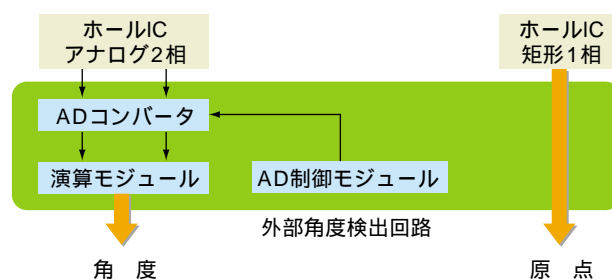 ホールIC
アナログ2相
ホールIC
矩形1相
ADコンバータ
演算モジュール
AD制御モジュール
外部角度検出回路
角 度
原 点